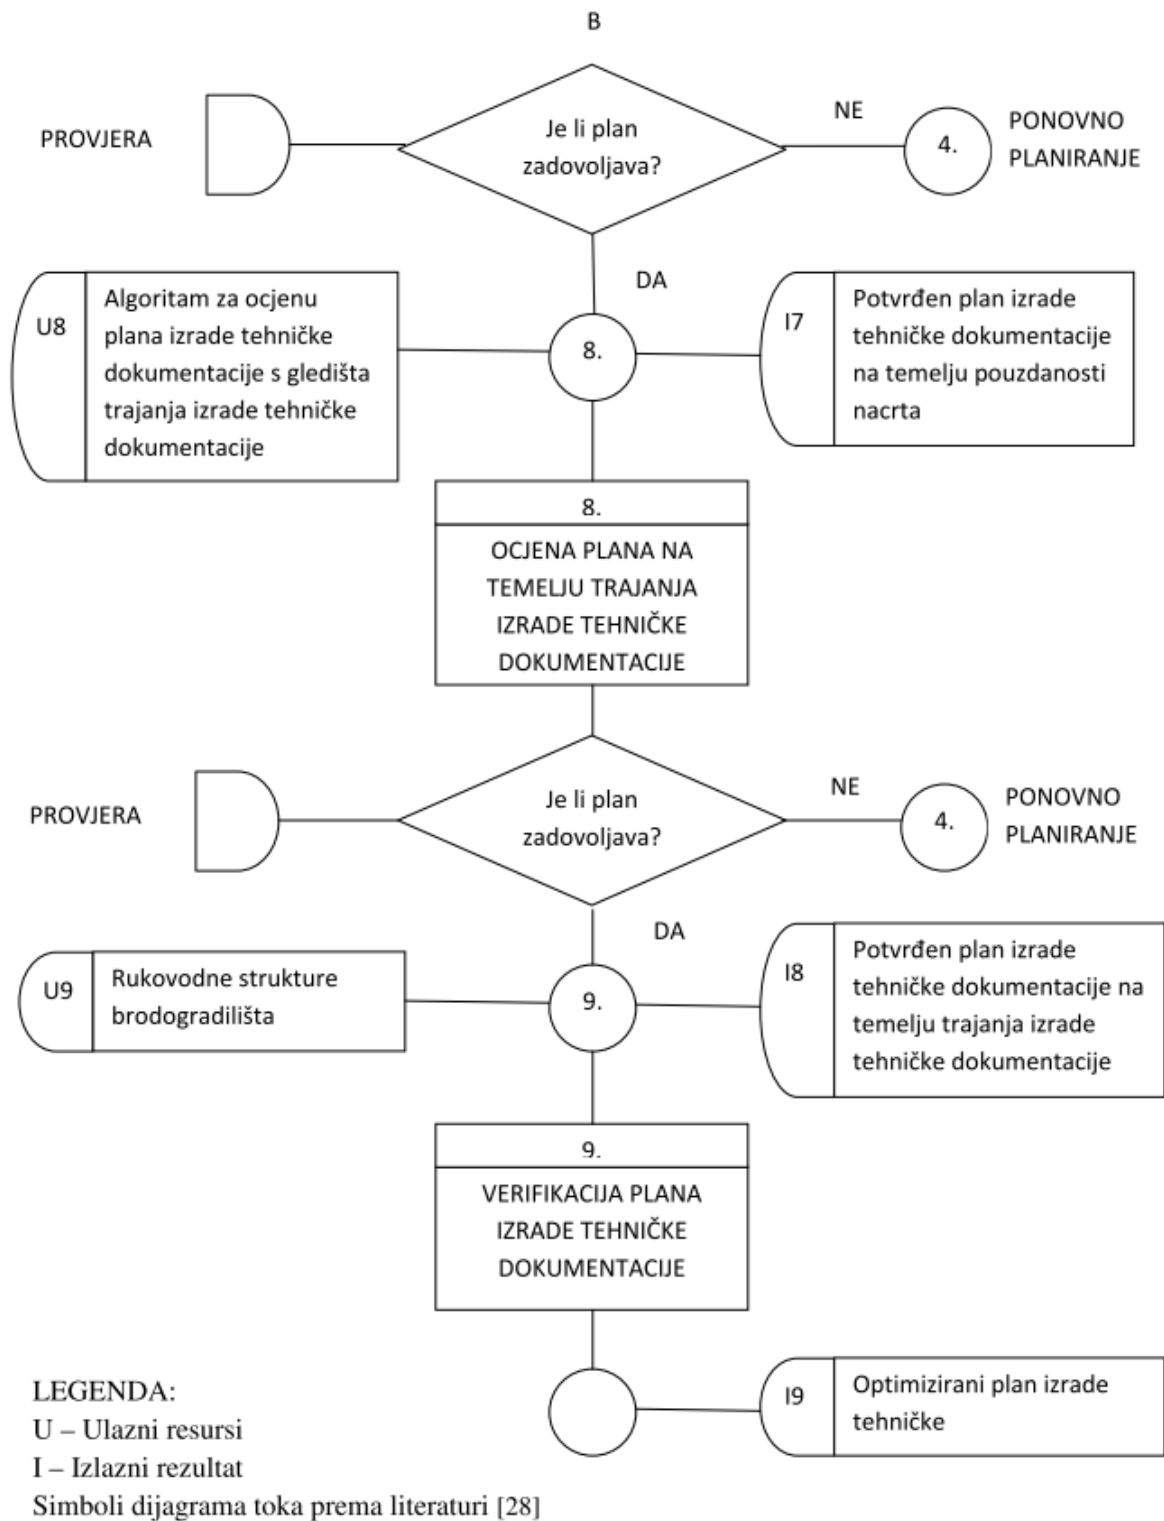 B
PROVJERA
Je li plan
zadovoljava?
NE
4.
PONOVNO
PLANIRANJE
DA
U8
Algoritam za ocjenu
plana izrade tehničke
dokumentacije s gledišta
trajanja izrade tehničke
dokumentacije
8.
I7
Potvrđen plan izrade
tehničke dokumentacije
na temelju pouzdanosti
nacrta
8.
OCJENA PLANA NA
TEMELJU TRAJANJA
IZRADE TEHNIČKE
DOKUMENTACIJE
PROVJERA
Je li plan
zadovoljava?
NE
4.
PONOVNO
PLANIRANJE
DA
U9
Rukovodne strukture
brodogradilišta
9.
I8
Potvrđen plan izrade
tehničke dokumentacije na
temelju trajanja izrade
tehničke dokumentacije
9.
VERIFIKACIJA PLANA
IZRADE TEHNIČKE
DOKUMENTACIJE
I9
Optimizirani plan izrade
tehničke
LEGENDA:
U – Ulazni resursi
I – Izlazni rezultat
Simboli dijagrama toka prema literaturi [28]